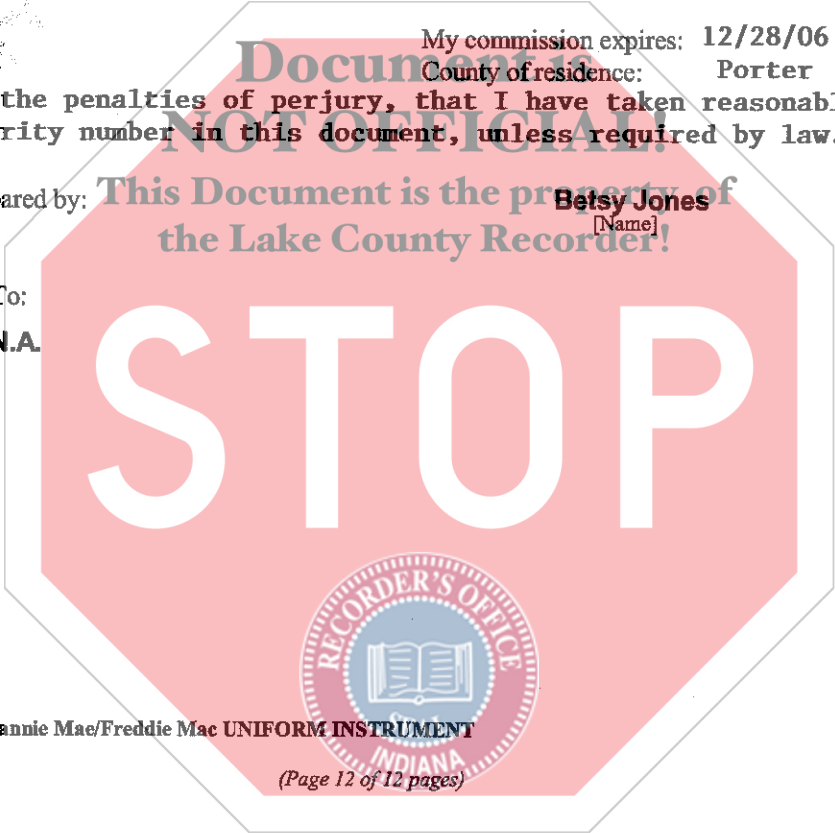 My commission expires: 12/28/06
Document is
County of residence: Porter
the penalties of perjury, that I have taken reasonabl
rity number in this document, unless required by law.
NOT OFFICIAL!
ared by: Betsy Jones
This Document is the property of
[Name]
the Lake County Recorder!
To:
N.A.
STOP
RECORDER'S OFFICE
SEAL
INDIANA
annie Mae/Freddie Mac UNIFORM INSTRUMENT
(Page 12 of 12 pages)